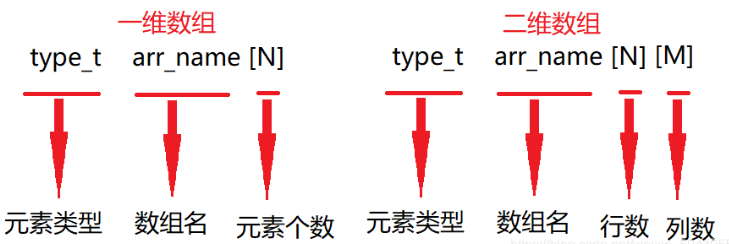 一维数组
type_t arr_name [N]
元素类型 数组名 元素个数
二维数组
type_t arr_name [N] [M]
元素类型 数组名 行数 列数